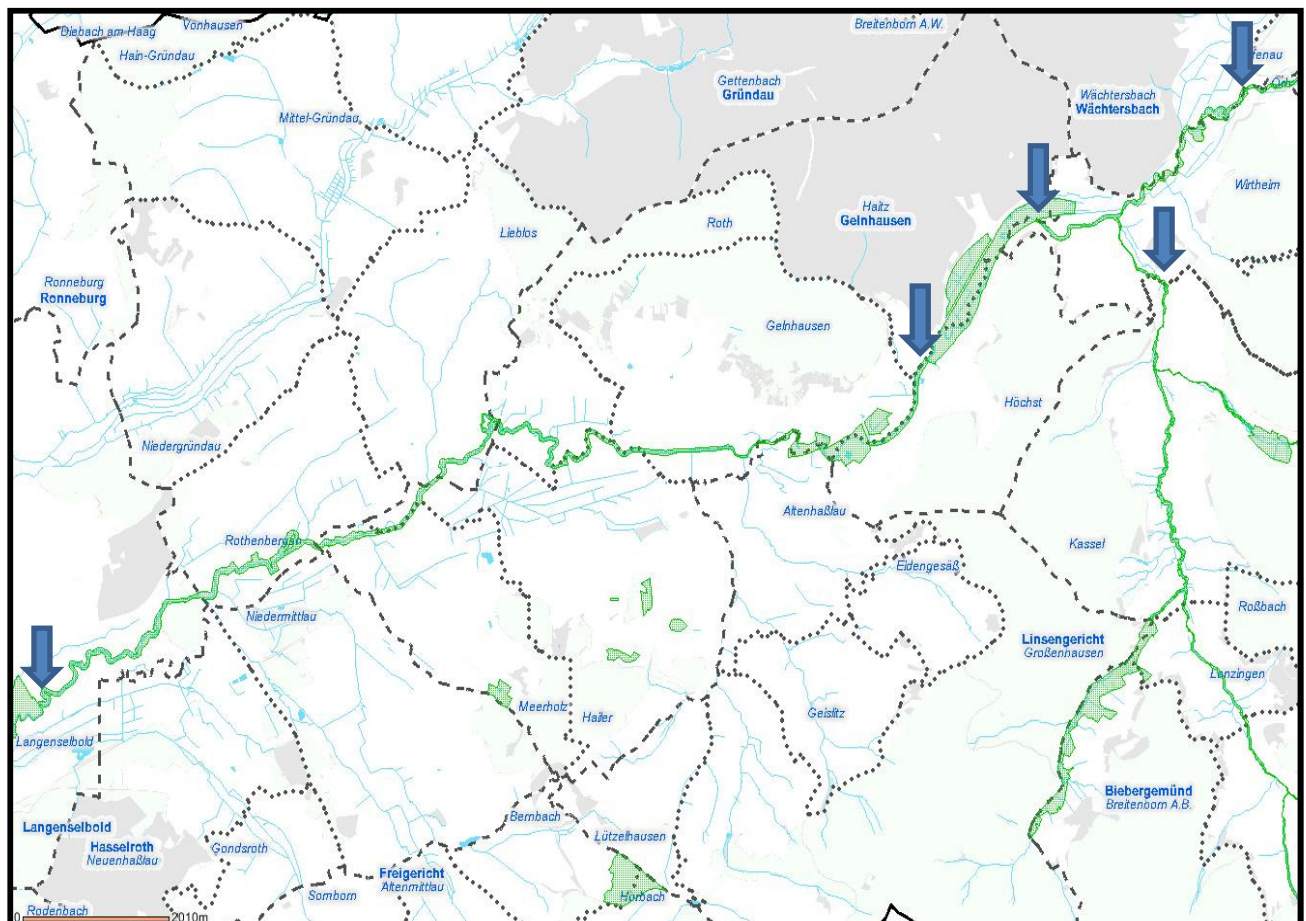 Diebach am Haag
Vonhausen
Hain-Gründau
Breitenborn A.W.
Gettenbach
Gründau
Wächtersbach
Wächtersbach
Mittel-Gründau
Wirtheim
Haitz
Gelnhausen
Roth
Lieblos
Ronneburg
Ronneburg
Gelnhausen
Höchst
Niedergründau
Altenhaßlau
Kassel
Rothenbergen
Eidengesäß
Roßbach
Niedermittlau
Linsengericht
Großenhausen
Lanzingen
Meerholz
Hailer
Geislitz
Langenselbold
Biebergemünd
Breitenborn A.B.
Bernbach
Langenselbold
Hasselroth
Neuenhaßlau
Gondsroth
Lützelhausen
Freigericht
Altenmittlau
Somborn
Horbach
Rodenbach
0 2010m